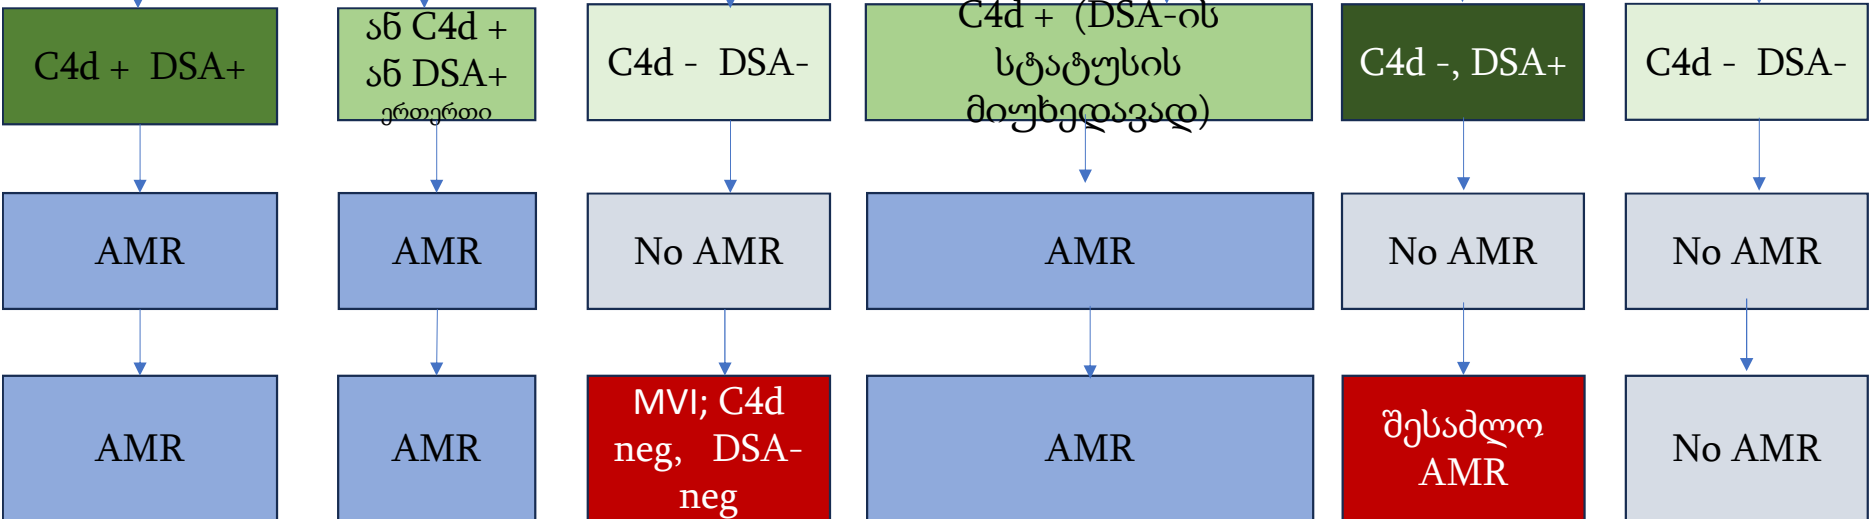 C4d + DSA+
ან C4d +
ან DSA+
ერთერთი
C4d - DSA-
C4d + (DSA-ის
სტატუსის
მიუხედავად)
C4d -, DSA+
C4d - DSA-
AMR
AMR
No AMR
AMR
No AMR
No AMR
AMR
AMR
MVI; C4d
neg, DSA-
neg
AMR
შესაძლო
AMR
No AMR